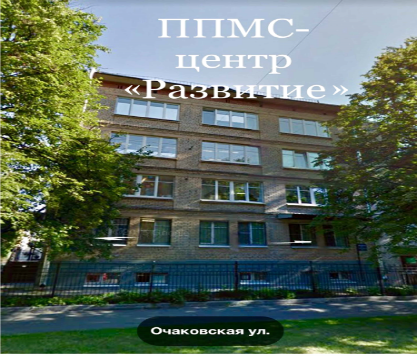 ППМС-
центр
«Развитие»
Очаковская ул.